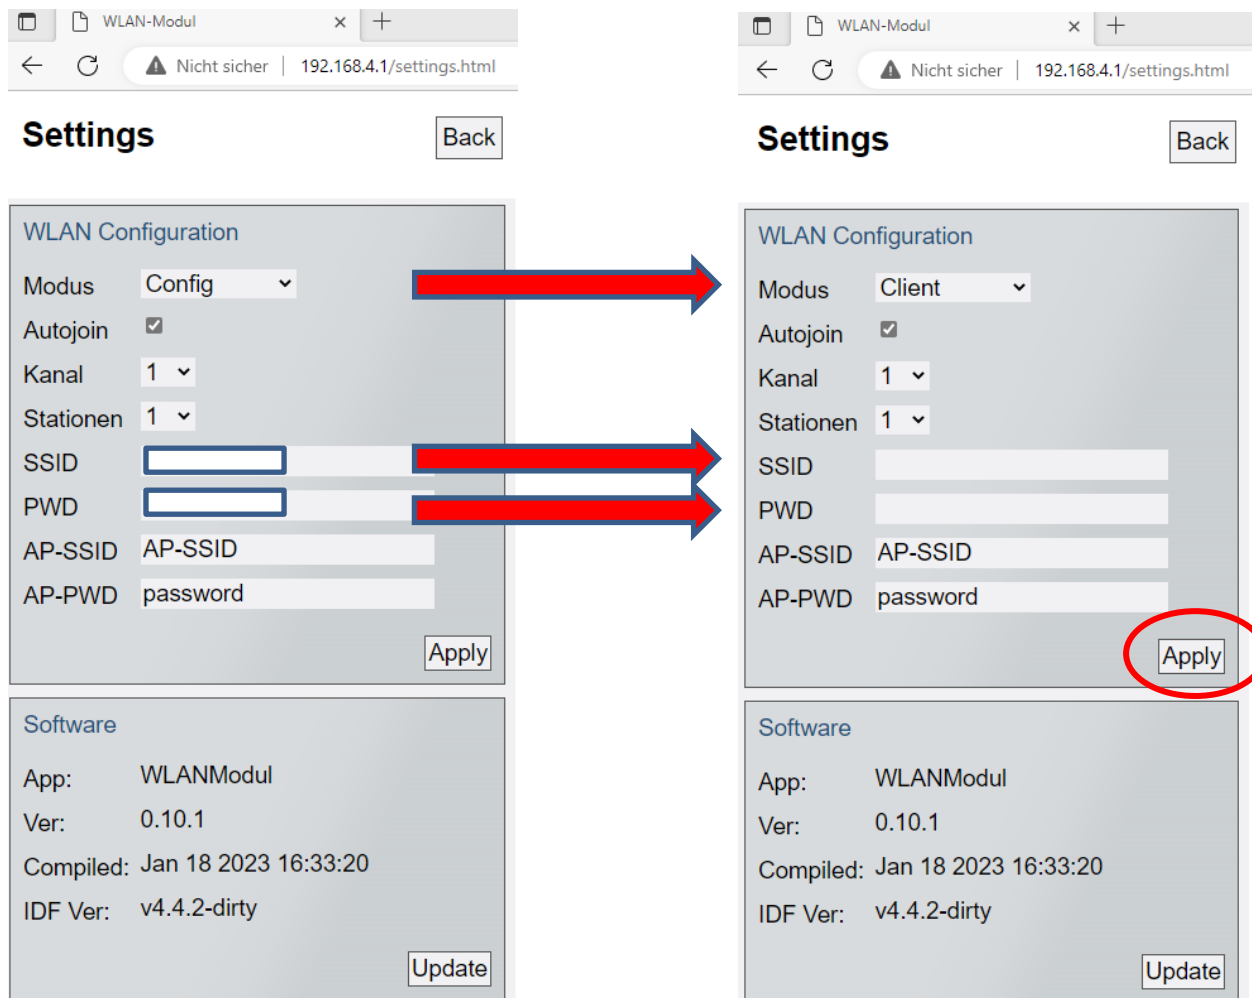 WLAN-Modul
Nicht sicher | 192.168.4.1/settings.html
Settings
Back
WLAN Configuration
Modus Config
Autojoin
Kanal 1
Stationen 1
SSID
PWD
AP-SSID AP-SSID
AP-PWD password
Apply
Software
App: WLANModul
Ver: 0.10.1
Compiled: Jan 18 2023 16:33:20
IDF Ver: v4.4.2-dirty
Update
WLAN-Modul
Nicht sicher | 192.168.4.1/settings.html
Settings
Back
WLAN Configuration
Modus Client
Autojoin
Kanal 1
Stationen 1
SSID
PWD
AP-SSID AP-SSID
AP-PWD password
Apply
Software
App: WLANModul
Ver: 0.10.1
Compiled: Jan 18 2023 16:33:20
IDF Ver: v4.4.2-dirty
Update